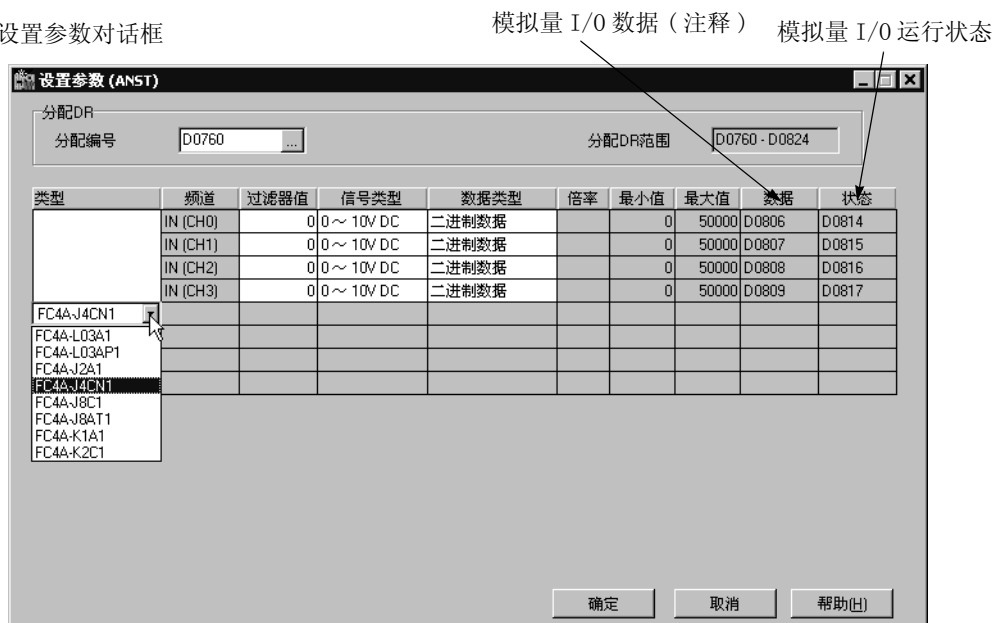 模拟量 I/O 数据 ( 注释 )
模拟量 I/O 运行状态
设置参数对话框
设置参数 (ANST)
分配DR
分配编号 D0760 ... 分配DR范围 D0760 - D0824
类型 频道 过滤器值 信号类型 数据类型 倍率 最小值 最大值 数据 状态
IN (CH0) 0 0～ 10V DC 二进制数据 0 50000 D0806 D0814
IN (CH1) 0 0～ 10V DC 二进制数据 0 50000 D0807 D0815
IN (CH2) 0 0～ 10V DC 二进制数据 0 50000 D0808 D0816
IN (CH3) 0 0～ 10V DC 二进制数据 0 50000 D0809 D0817
FC4A-J4CN1
FC4A-L03A1
FC4A-L03AP1
FC4A-J2A1
FC4A-J4CN1
FC4A-J8C1
FC4A-J8AT1
FC4A-K1A1
FC4A-K2C1
确定 取消 帮助(H)